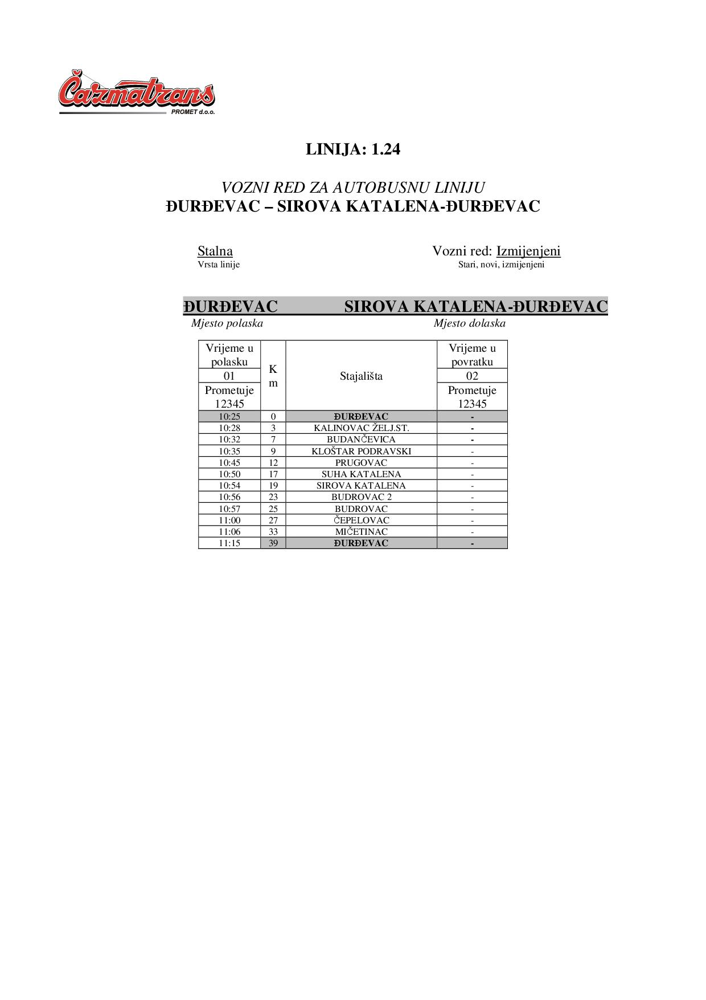 Čazmatrans
PROMET d.o.o.
LINIJA: 1.24
VOZNI RED ZA AUTOBUSNU LINIJU
ĐURĐEVAC – SIROVA KATALENA-ĐURĐEVAC
Stalna Vozni red: Izmijenjeni
Vrsta linije Stari, novi, izmijenjeni
ĐURĐEVAC SIROVA KATALENA-ĐURĐEVAC
Mjesto polaska Mjesto dolaska
Vrijeme u polasku Km Stajališta Vrijeme u povratku
01 02
Prometuje 12345 Prometuje 12345
10:25 0 ĐURĐEVAC -
10:28 3 KALINOVAC ŽELJ.ST. -
10:32 7 BUDANČEVICA -
10:35 9 KLOŠTAR PODRAVSKI -
10:45 12 PRUGOVAC -
10:50 17 SUHA KATALENA -
10:54 19 SIROVA KATALENA -
10:56 23 BUDROVAC 2 -
10:57 25 BUDROVAC -
11:00 27 ČEPELOVAC -
11:06 33 MIČETINAC -
11:15 39 ĐURĐEVAC -